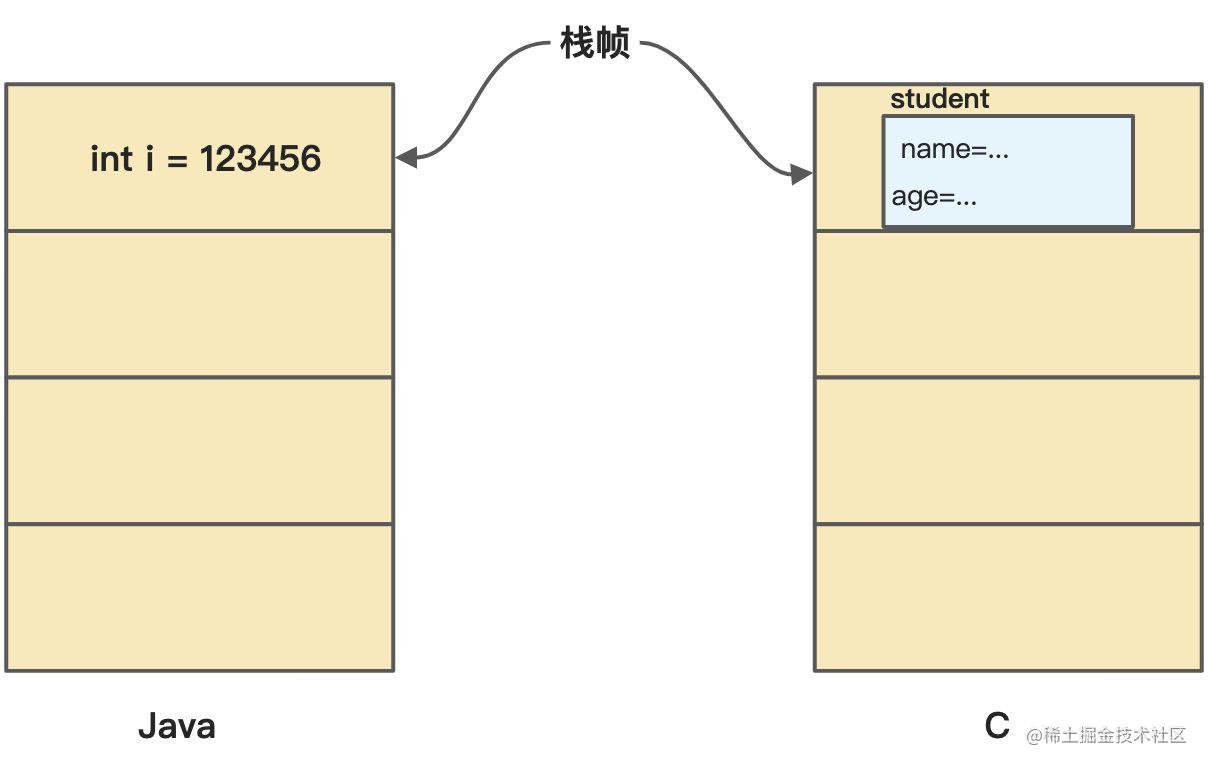 栈帧
int i = 123456
student
name=...
age=...
Java
C
@稀土掘金技术社区